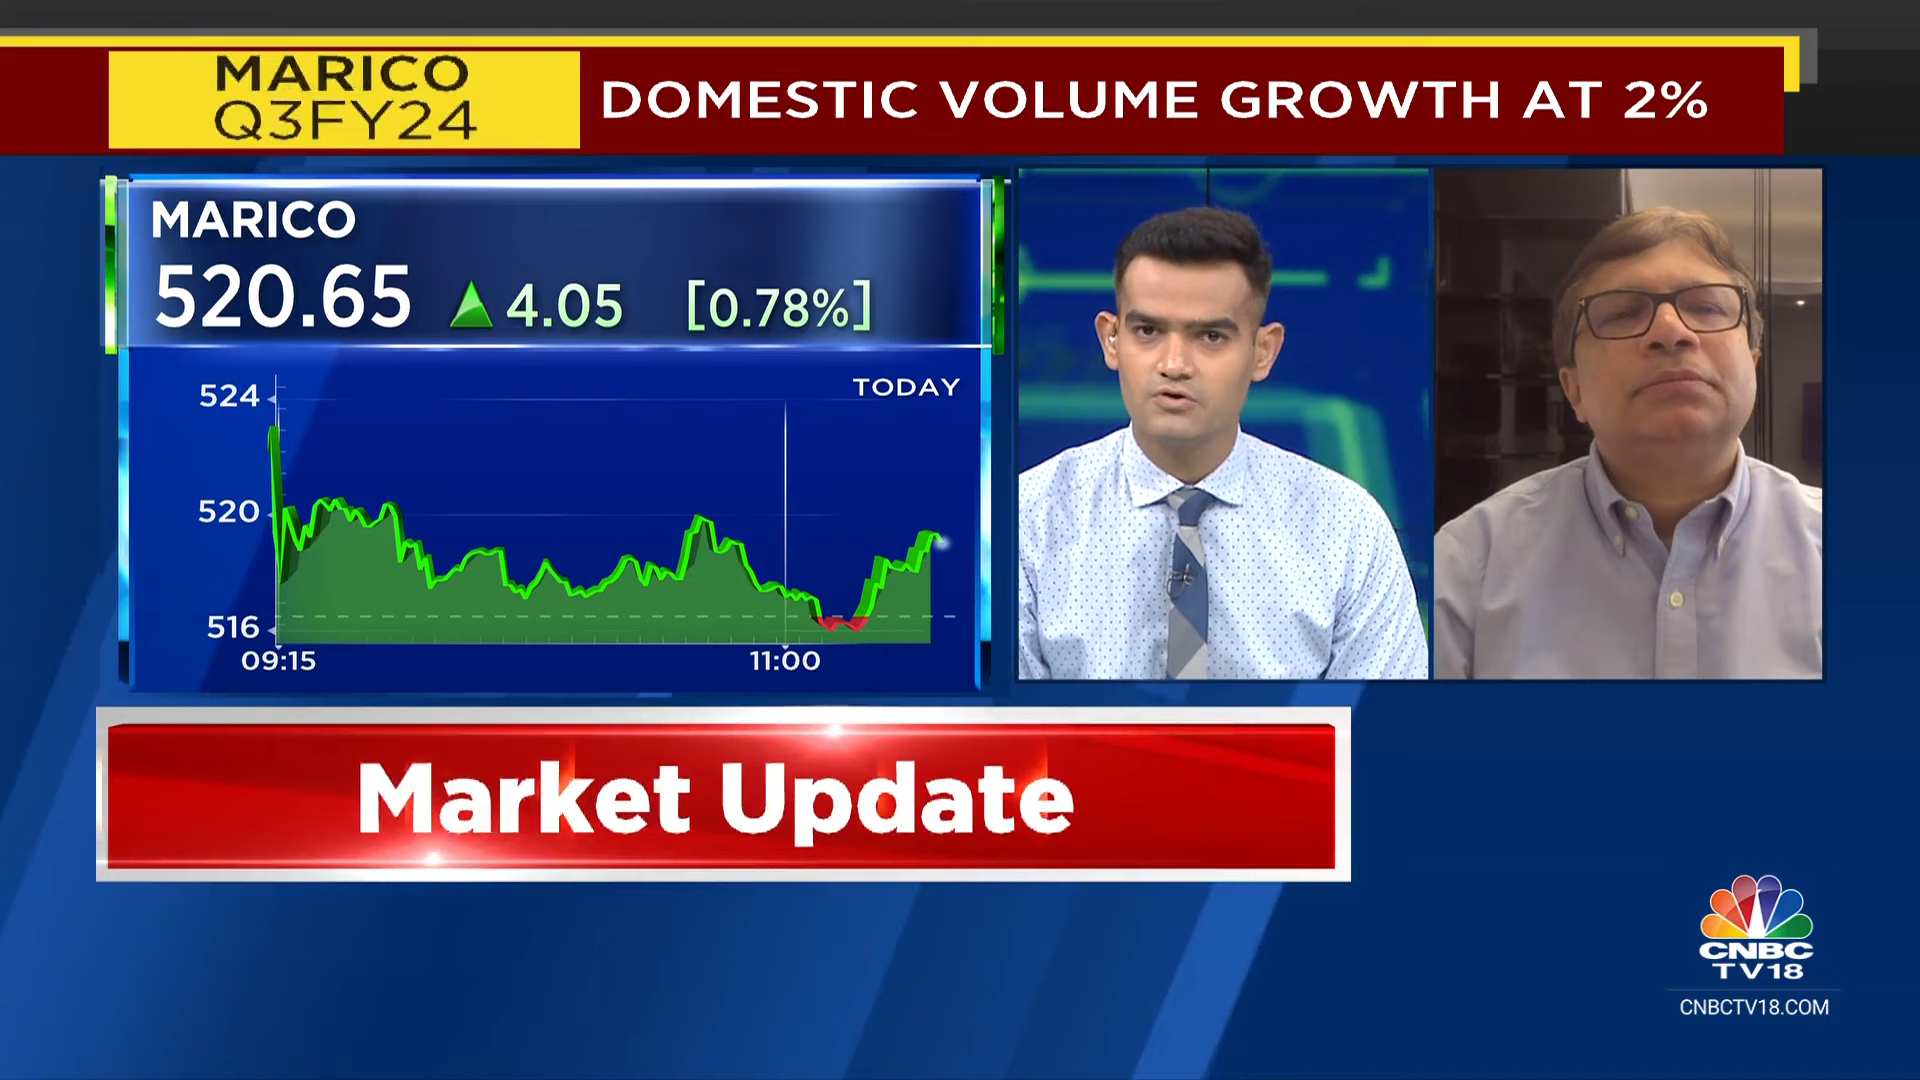 MARICO
Q3FY24
DOMESTIC VOLUME GROWTH AT 2%
MARICO
520.65 ▲ 4.05 [0.78%]
TODAY
524
520
516
09:15 11:00
Market Update
CNBC
TV18
CNBCTV18.COM